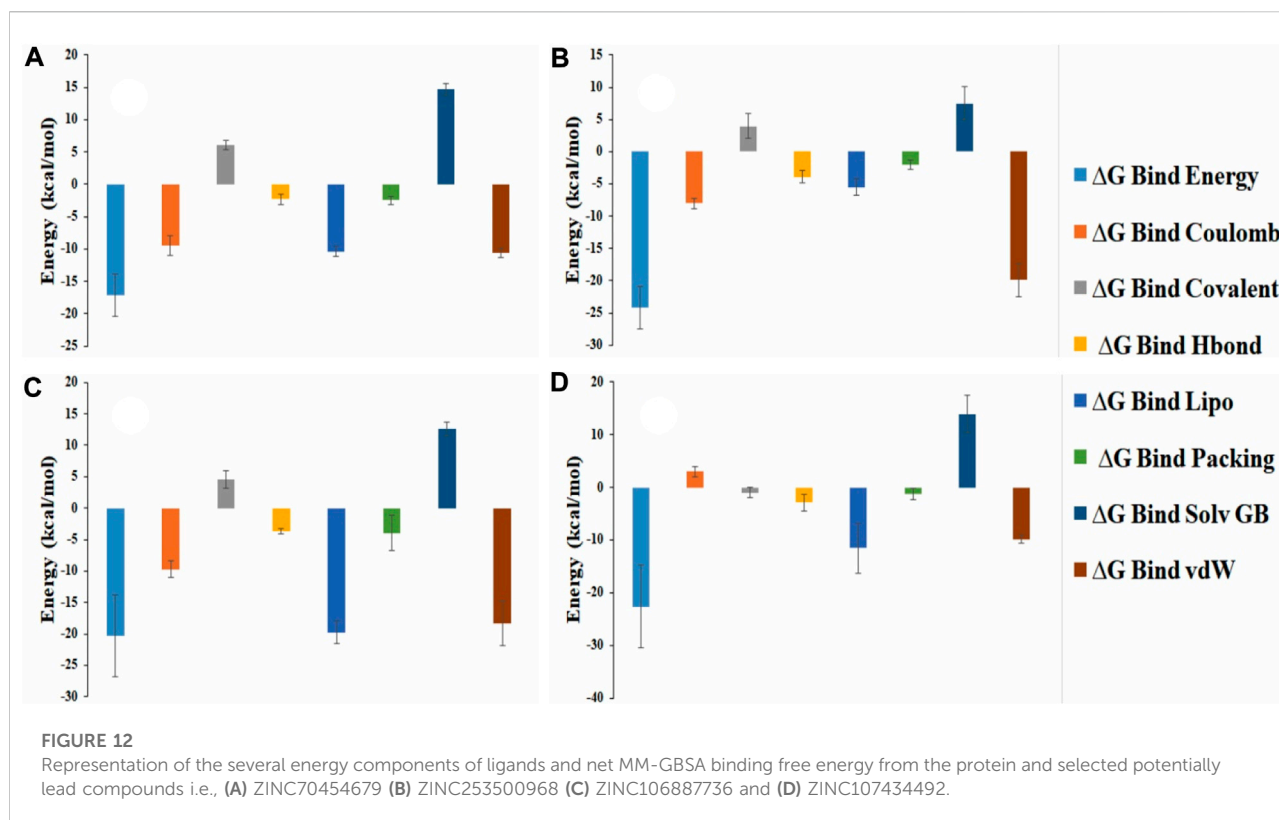 A
20
15
10
5
0
-5
-10
-15
-20
-25
Energy (kcal/mol)
B
15
10
5
0
-5
-10
-15
-20
-25
-30
Energy (kcal/mol)
C
20
15
10
5
0
-5
-10
-15
-20
-25
-30
Energy (kcal/mol)
D
20
10
0
-10
-20
-30
-40
Energy (kcal/mol)
ΔG Bind Energy
ΔG Bind Coulomb
ΔG Bind Covalent
ΔG Bind Hbond
ΔG Bind Lipo
ΔG Bind Packing
ΔG Bind Solv GB
ΔG Bind vdW
FIGURE 12
Representation of the several energy components of ligands and net MM-GBSA binding free energy from the protein and selected potentially
lead compounds i.e., (A) ZINC70454679 (B) ZINC253500968 (C) ZINC106887736 and (D) ZINC107434492.